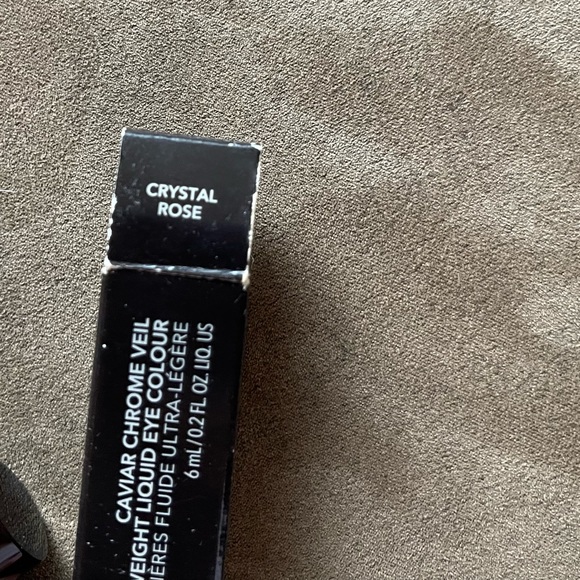 CRYSTAL
ROSE
CAVIAR CHROME VEIL
WEIGHT LIQUID EYE COLOUR
IÈRES FLUIDE ULTRA-LÉGÈRE
6 mL/0.2 FL OZ. LIQ. US